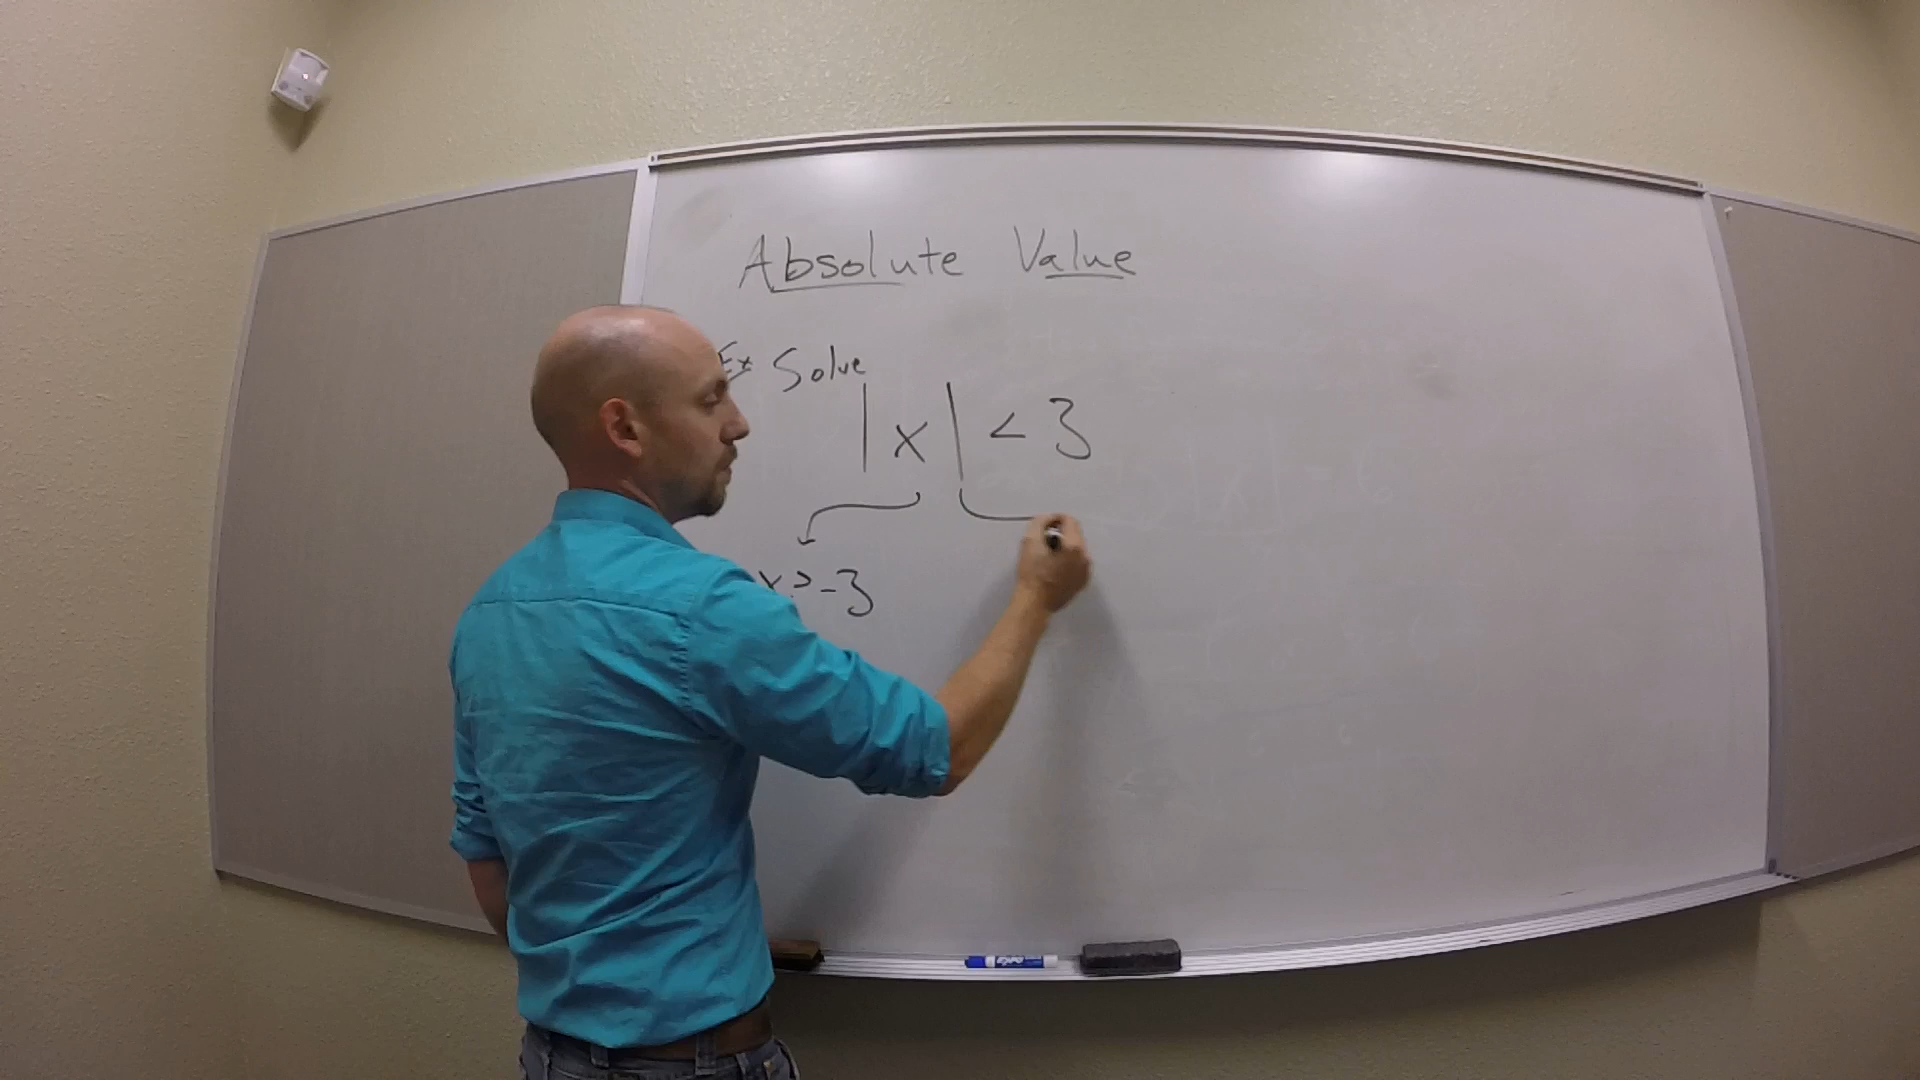 Absolute Value
Ex Solve
|x| < 3
x > -3